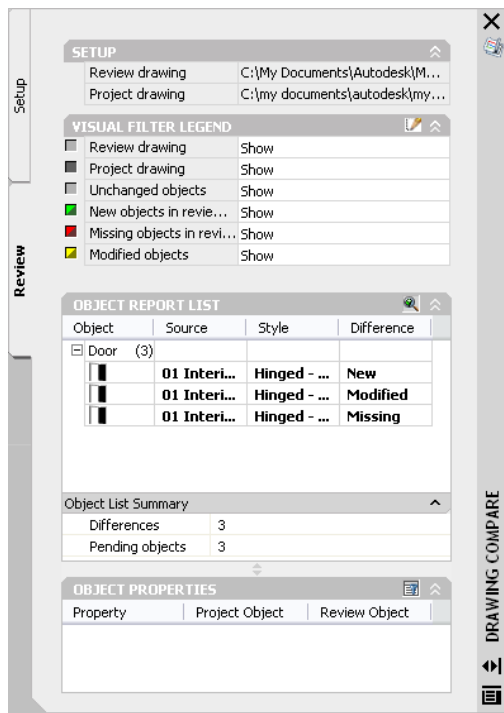 Setup
Review
SETUP
Review drawing C:\My Documents\Autodesk\M...
Project drawing C:\my documents\autodesk\my...
VISUAL FILTER LEGEND
Review drawing Show
Project drawing Show
Unchanged objects Show
New objects in revie... Show
Missing objects in revi... Show
Modified objects Show
OBJECT REPORT LIST
Object Source Style Difference
Door (3)
01 Interi... Hinged - ... New
01 Interi... Hinged - ... Modified
01 Interi... Hinged - ... Missing
Object List Summary
Differences 3
Pending objects 3
OBJECT PROPERTIES
Property Project Object Review Object
DRAWING COMPARE